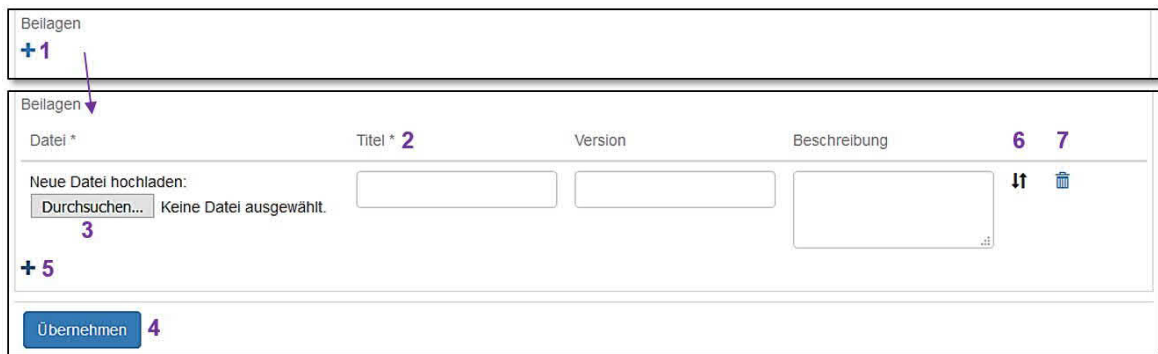 Beilagen
+ 1
Beilagen
Datei * Titel * 2 Version Beschreibung 6 7
Neue Datei hochladen:
Durchsuchen... Keine Datei ausgewählt.
3
+ 5
Übernehmen 4